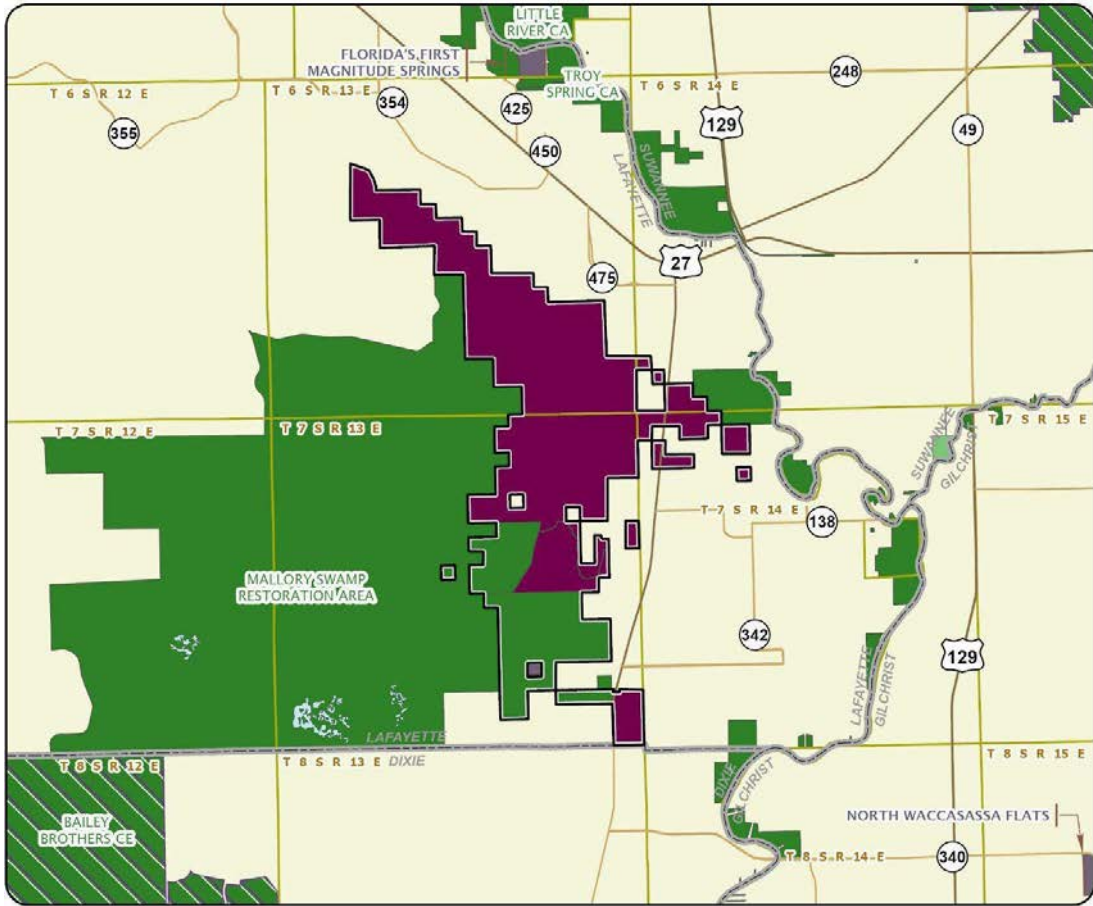 LITTLE
RIVER CA
FLORIDA'S FIRST
MAGNITUDE SPRINGS
TROY
SPRING CA
T 6 S R 12 E
T 6 S R 13 E
T 6 S R 14 E
248
354
355
425
129
49
450
SUWANNEE
LAFAYETTE
27
475
T 7 S R 12 E
T 7 S R 13 E
T 7 S R 15 E
SUWANNEE
GILCHRIST
T 7 S R 14 E
138
MALLORY SWAMP
RESTORATION AREA
342
129
LAFAYETTE
GILCHRIST
LAFAYETTE
DIXIE
T 8 S R 12 E
T 8 S R 13 E
T 8 S R 15 E
DIXIE
GILCHRIST
BAILEY
BROTHERS CE
NORTH WACCASASSA FLATS
T 8 S R 14 E
340